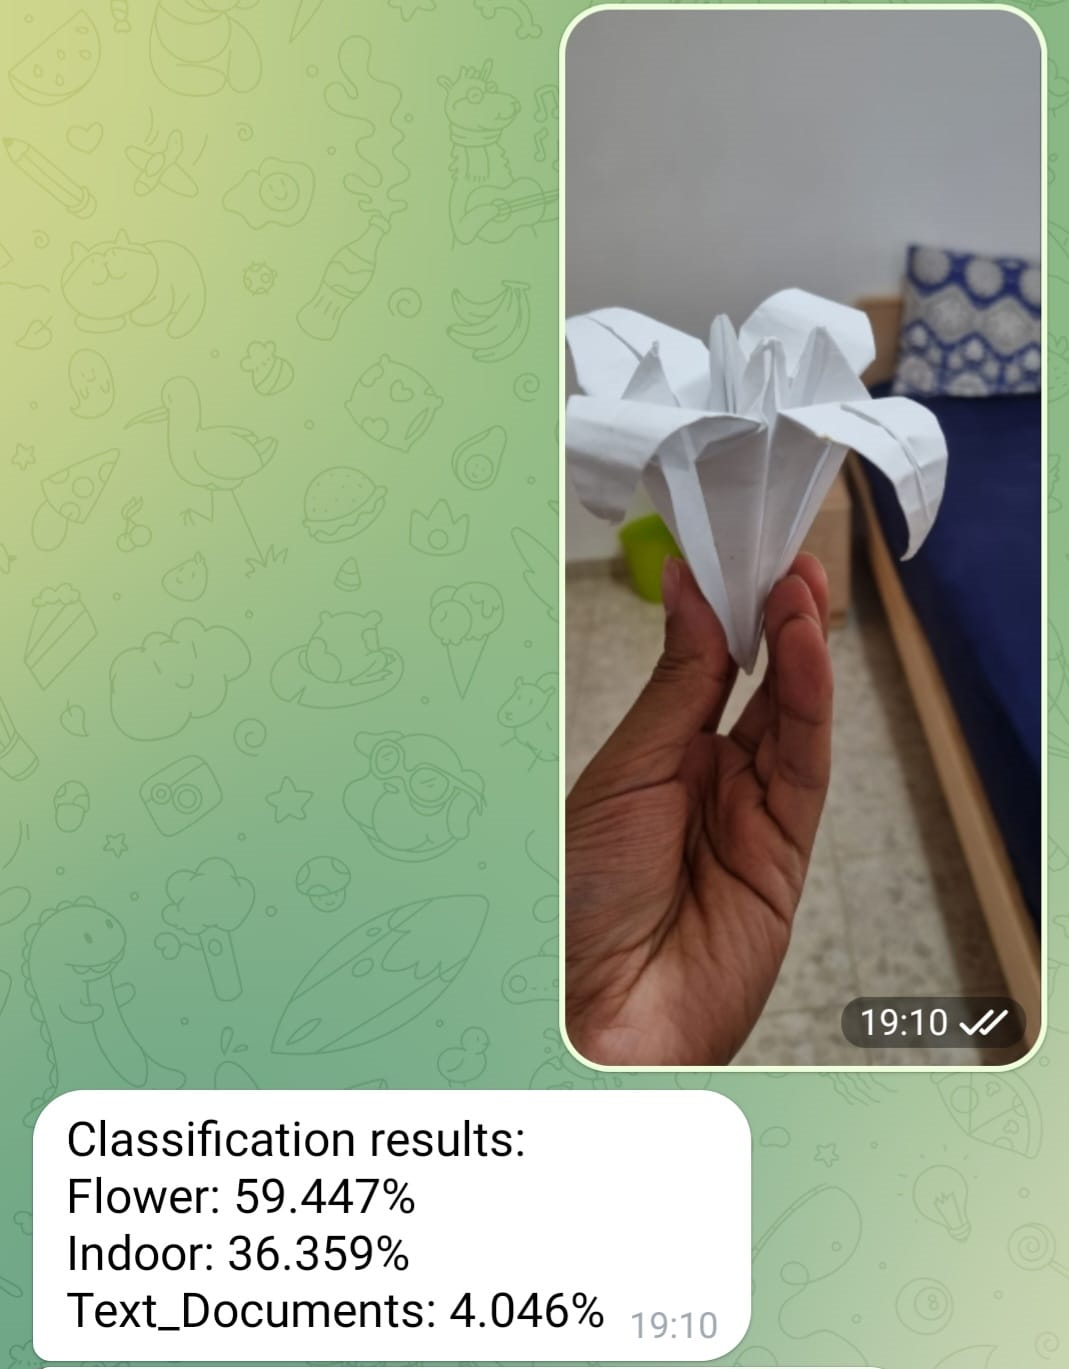 19:10
Classification results:
Flower: 59.447%
Indoor: 36.359%
Text_Documents: 4.046%
19:10